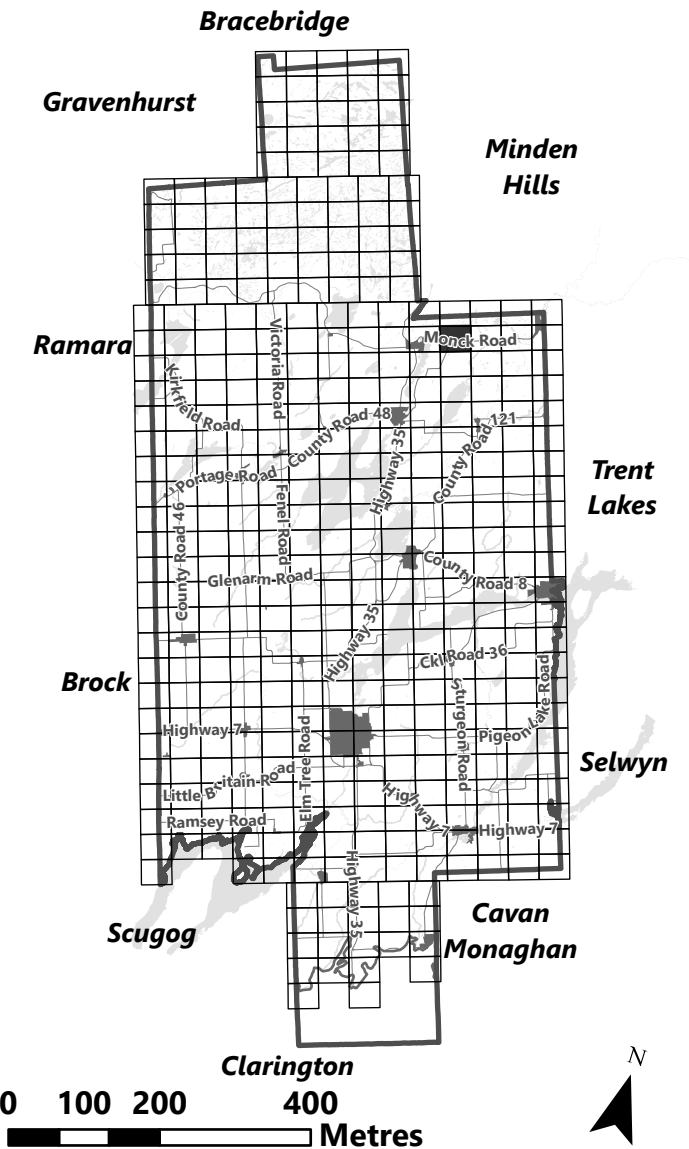 Bracebridge
Gravenhurst
Minden
Hills
Ramara
Monck Road
Victoria Road
Kirkfield Road
County Road 48
County Road 121
Highway 35
Portage Road
Trent
Lakes
Fenel Road
County Road 46
Glenarm Road
County Road 8
Highway 35
Ckl Road 36
Brock
Pigeon Lake Road
Sturgeon Road
Highway 7
Elm Tree Road
Selwyn
Little Britain Road
Highway 7
Ramsey Road
Highway 7
Highway 35
Scugog
Cavan
Monaghan
N
Clarington
0 100 200 400
Metres